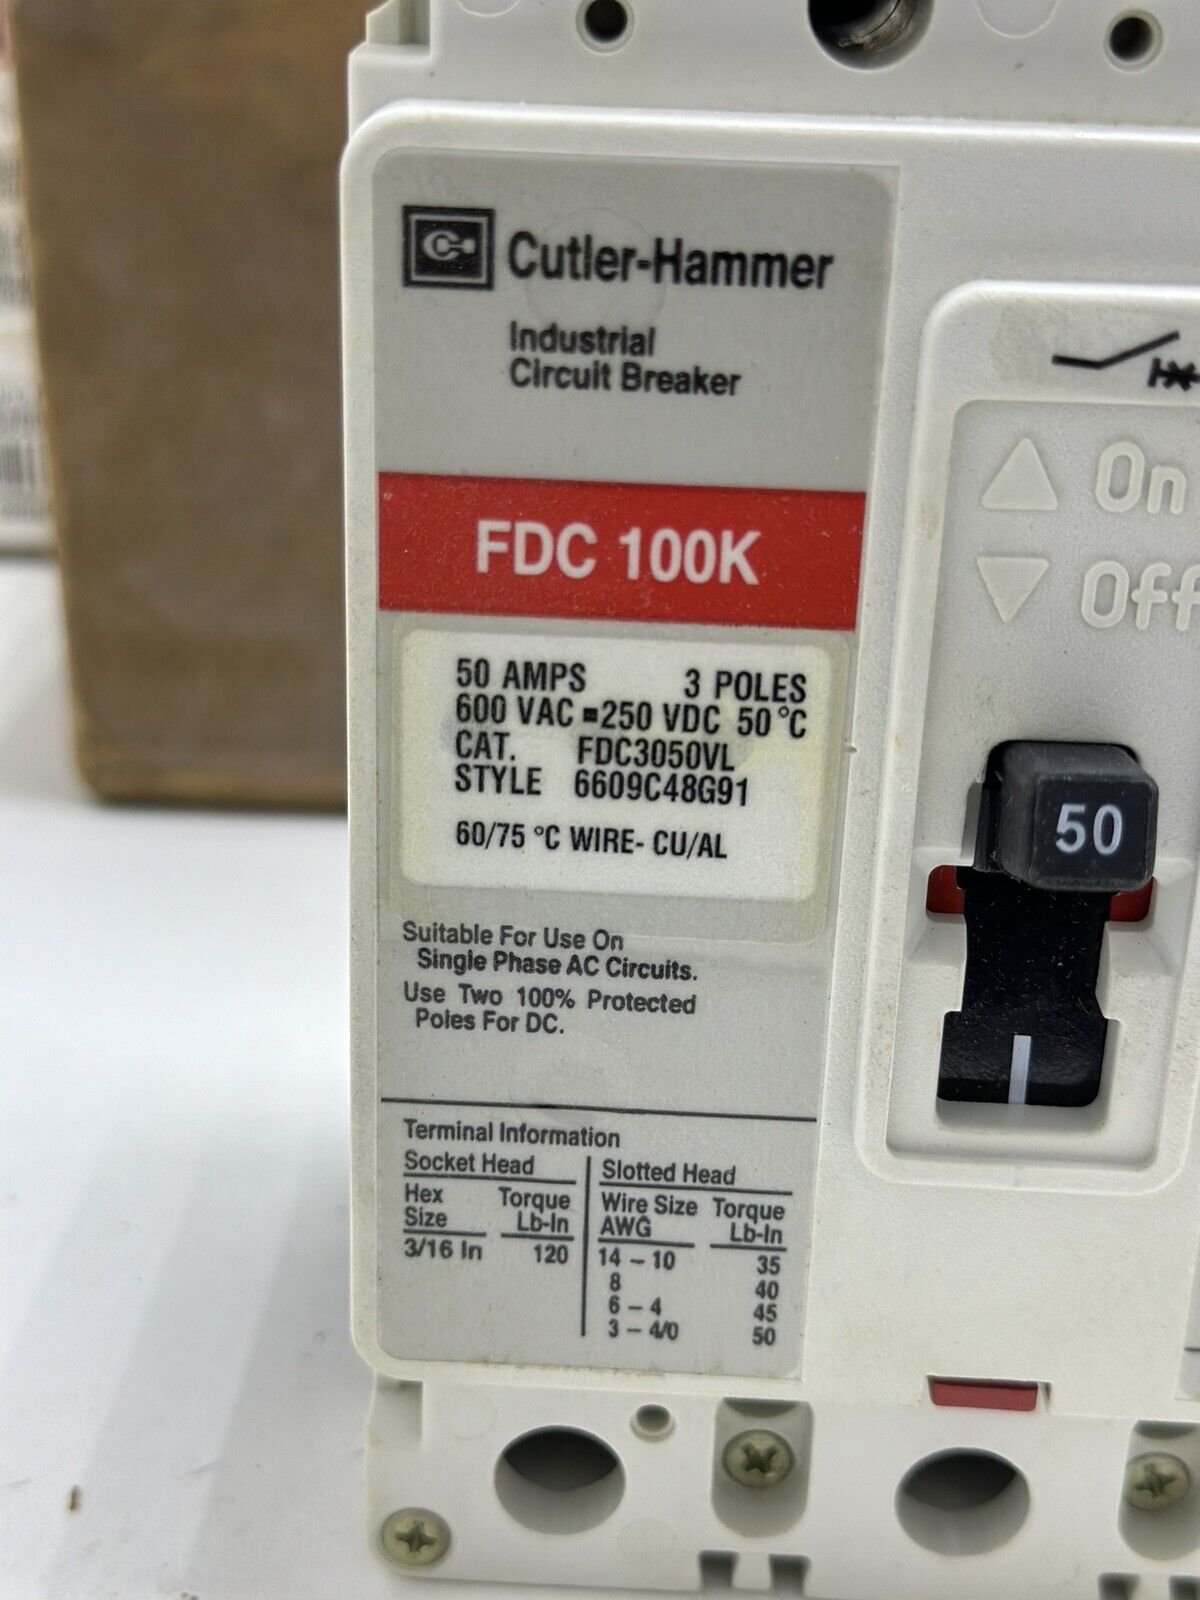 Cutler-Hammer
Industrial
Circuit Breaker
FDC 100K
50 AMPS 3 POLES
600 VAC 250 VDC 50 °C
CAT. FDC3050VL
STYLE 6609C48G91
60/75 °C WIRE- CU/AL
Suitable For Use On
Single Phase AC Circuits.
Use Two 100% Protected
Poles For DC.
Terminal Information
Socket Head Slotted Head
Hex Torque Wire Size Torque
Size Lb-In AWG Lb-In
3/16 In 120 14 – 10 35
8 40
6 – 4 45
3 – 4/0 50
On
Off
50